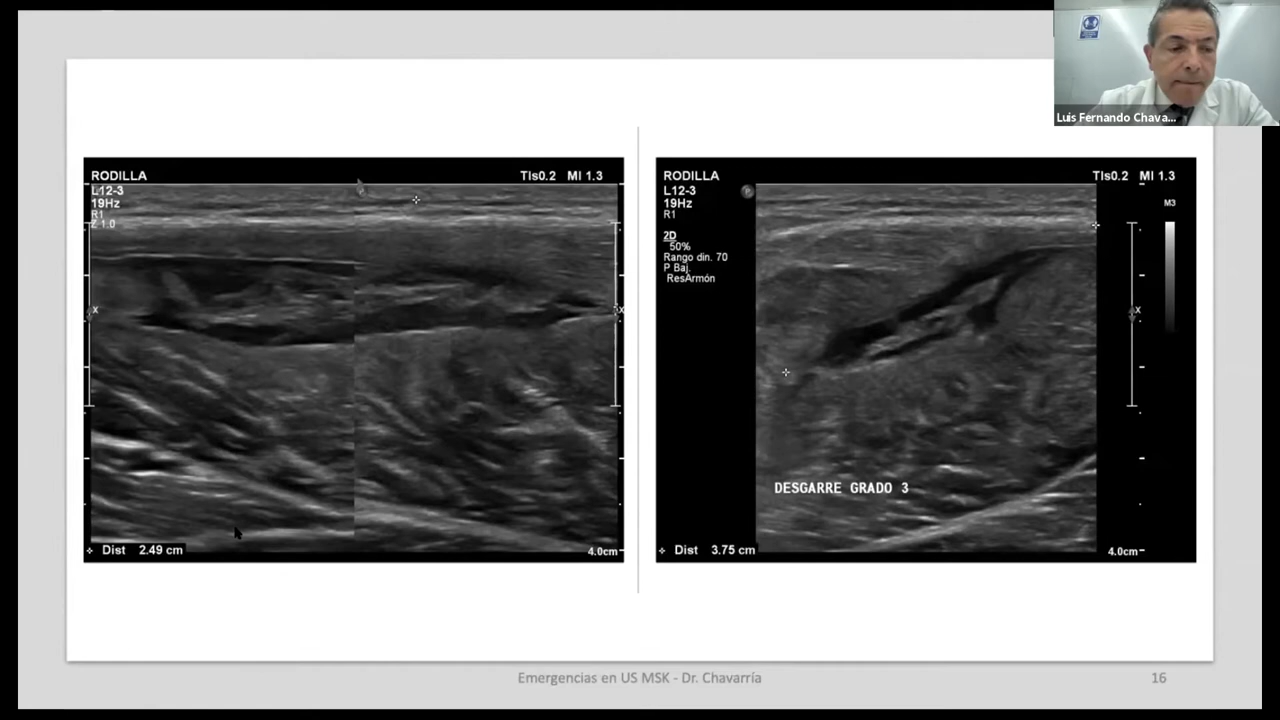 Luis Fernando Chava...
RODILLA
TIs0.2 MI 1.3
L12-3
19Hz
R1
Z 1.0
X
X
Dist 2.49 cm
4.0cm
RODILLA
TIs0.2 MI 1.3
L12-3
19Hz
R1
M3
2D
50%
Rango din. 70
P Baj.
ResArmón
P
X
DESGARRE GRADO 3
Dist 3.75 cm
4.0cm
Emergencias en US MSK - Dr. Chavarría
16